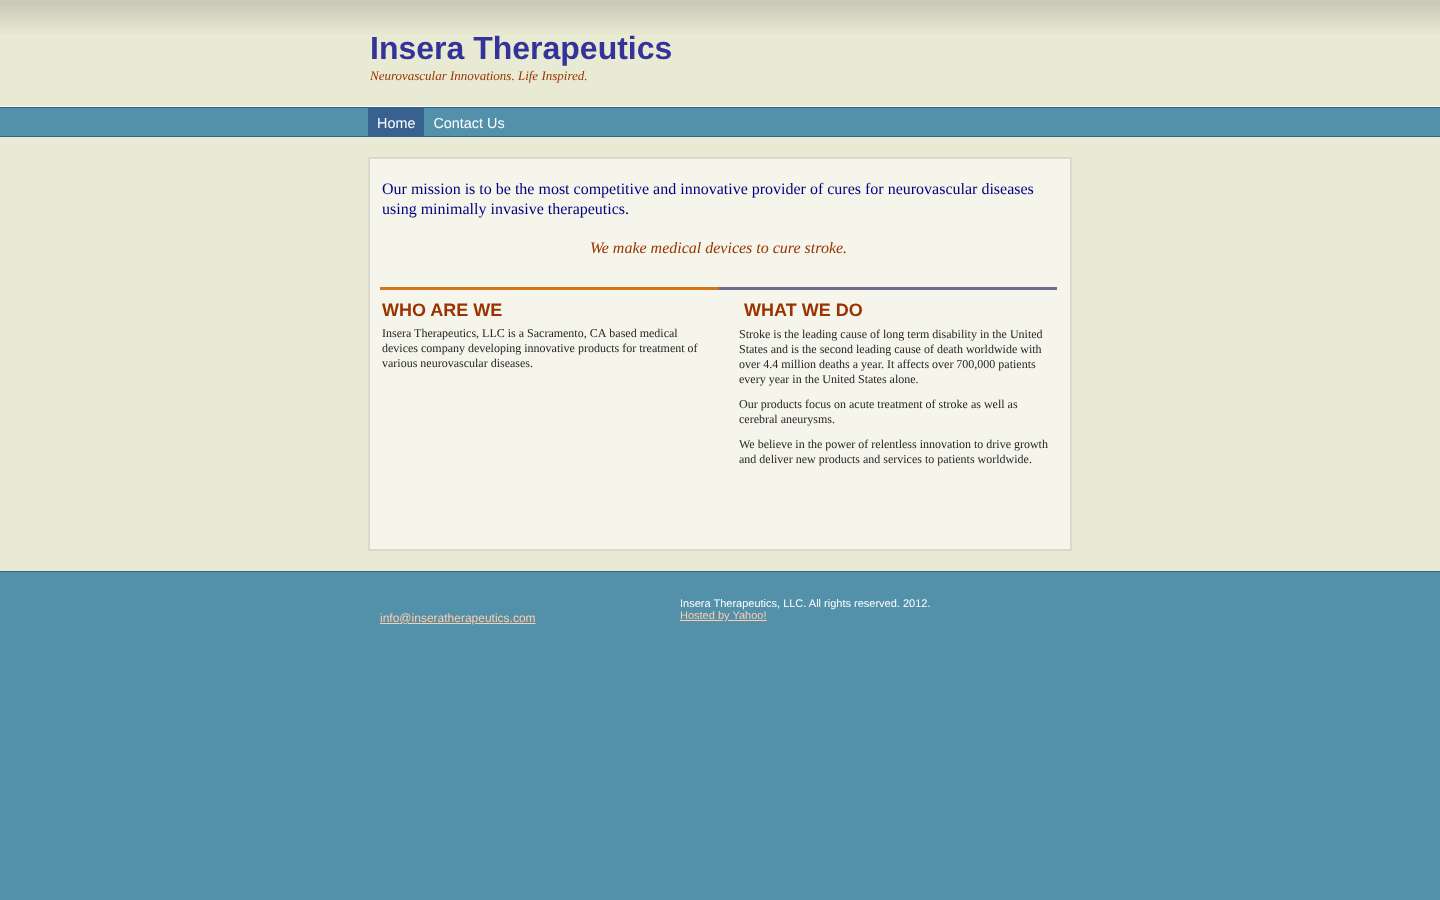 Insera Therapeutics
Neurovascular Innovations. Life Inspired.
Home
Contact Us
Our mission is to be the most competitive and innovative provider of cures for neurovascular diseases
using minimally invasive therapeutics.
We make medical devices to cure stroke.
WHO ARE WE
Insera Therapeutics, LLC is a Sacramento, CA based medical
devices company developing innovative products for treatment of
various neurovascular diseases.
WHAT WE DO
Stroke is the leading cause of long term disability in the United
States and is the second leading cause of death worldwide with
over 4.4 million deaths a year. It affects over 700,000 patients
every year in the United States alone.
Our products focus on acute treatment of stroke as well as
cerebral aneurysms.
We believe in the power of relentless innovation to drive growth
and deliver new products and services to patients worldwide.
info@inseratherapeutics.com
Insera Therapeutics, LLC. All rights reserved. 2012.
Hosted by Yahoo!